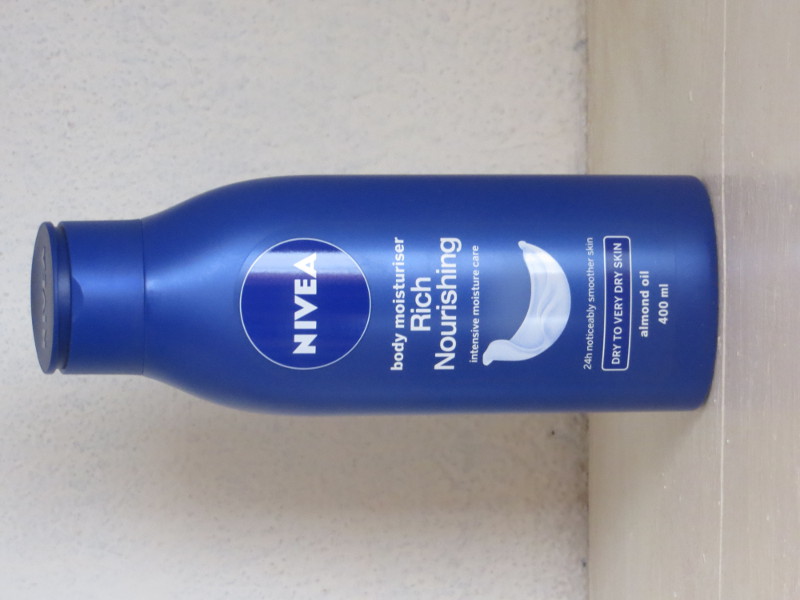 NIVEA
body moisturiser
Rich
Nourishing
intensive moisture care
24h noticeably smoother skin
DRY TO VERY DRY SKIN
almond oil
400 ml